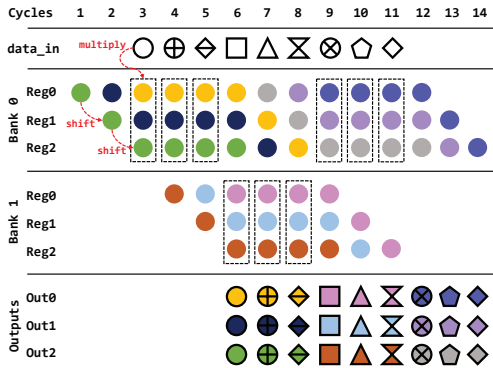 Cycles 1 2 3 4 5 6 7 8 9 10 11 12 13 14
multiply
data_in
Bank 0
Reg0
shift
Reg1
shift
Reg2
Bank 1
Reg0
Reg1
Reg2
Outputs
Out0
Out1
Out2